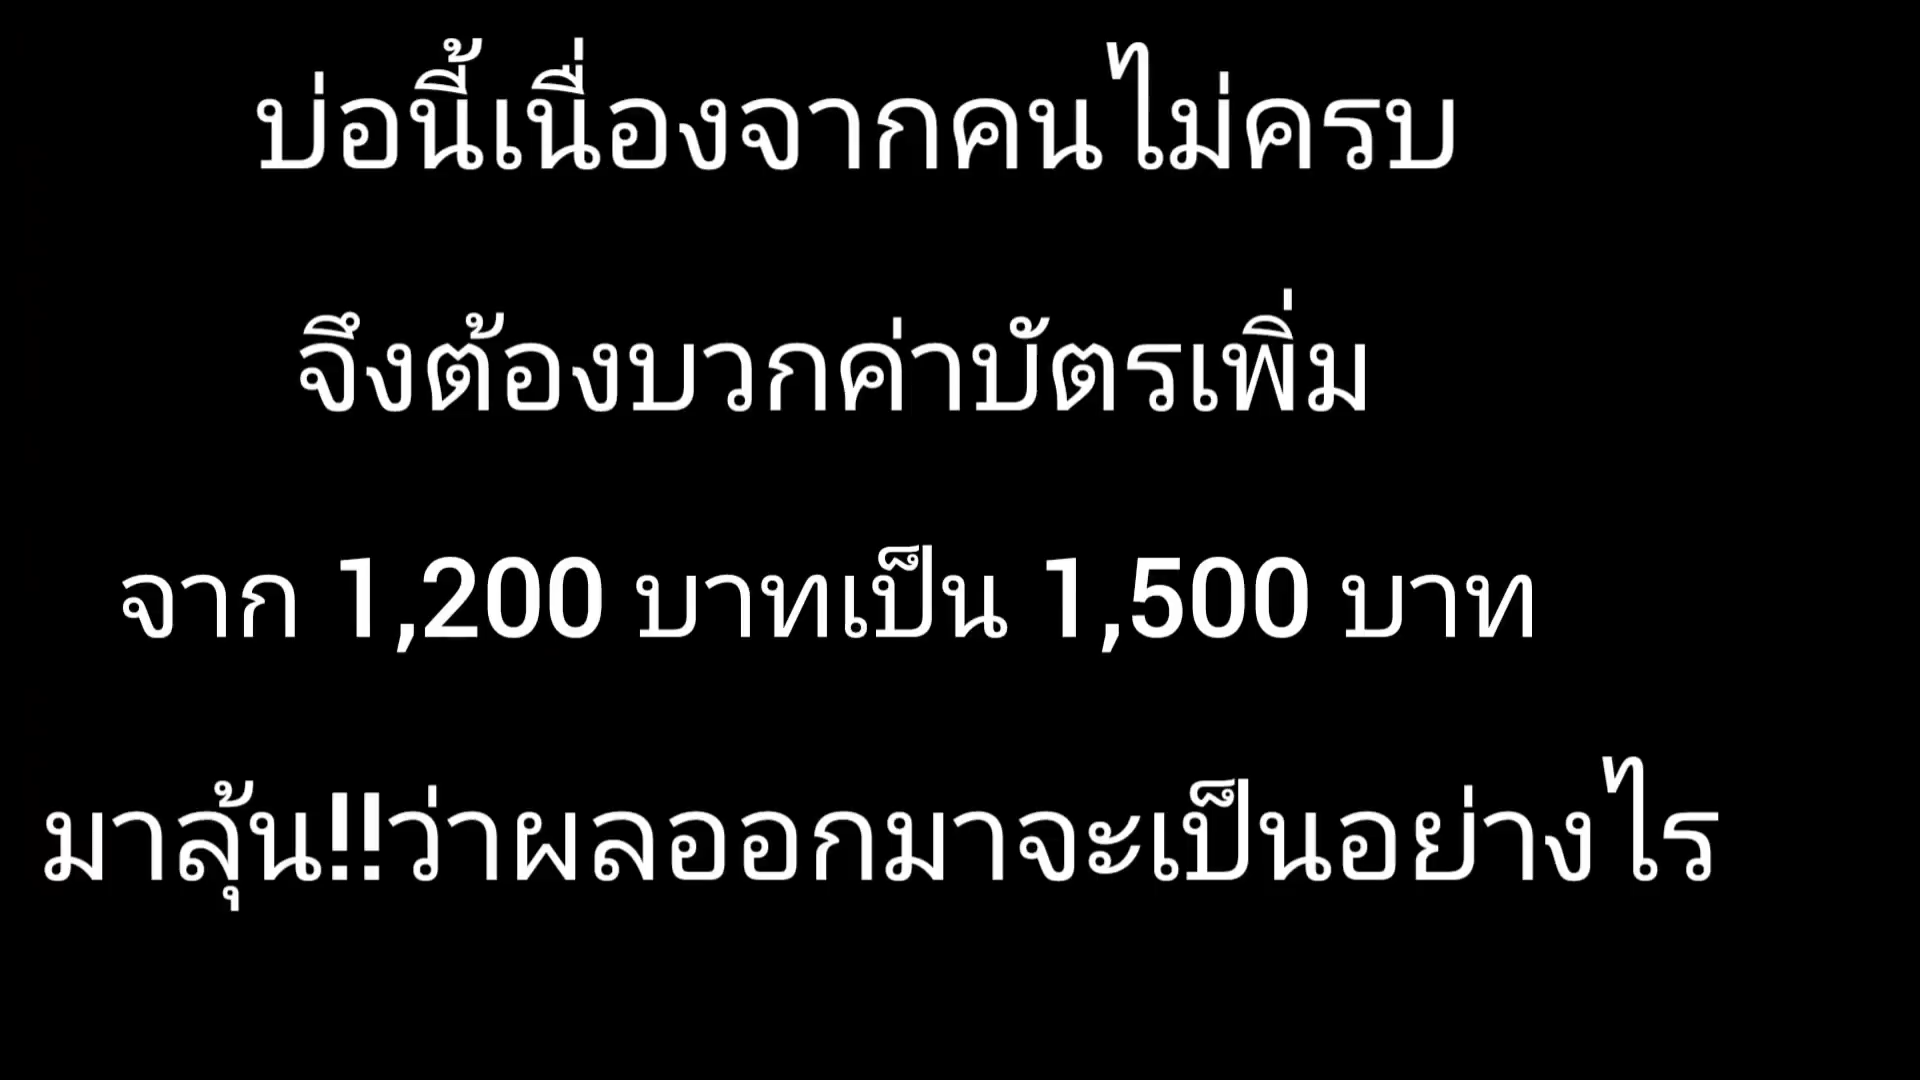 บ่อนี้เนื่องจากคนไม่ครบ
จึงต้องบวกค่าบัตรเพิ่ม
จาก 1,200 บาทเป็น 1,500 บาท
มาลุ้น!!ว่าผลออกมาจะเป็นอย่างไร